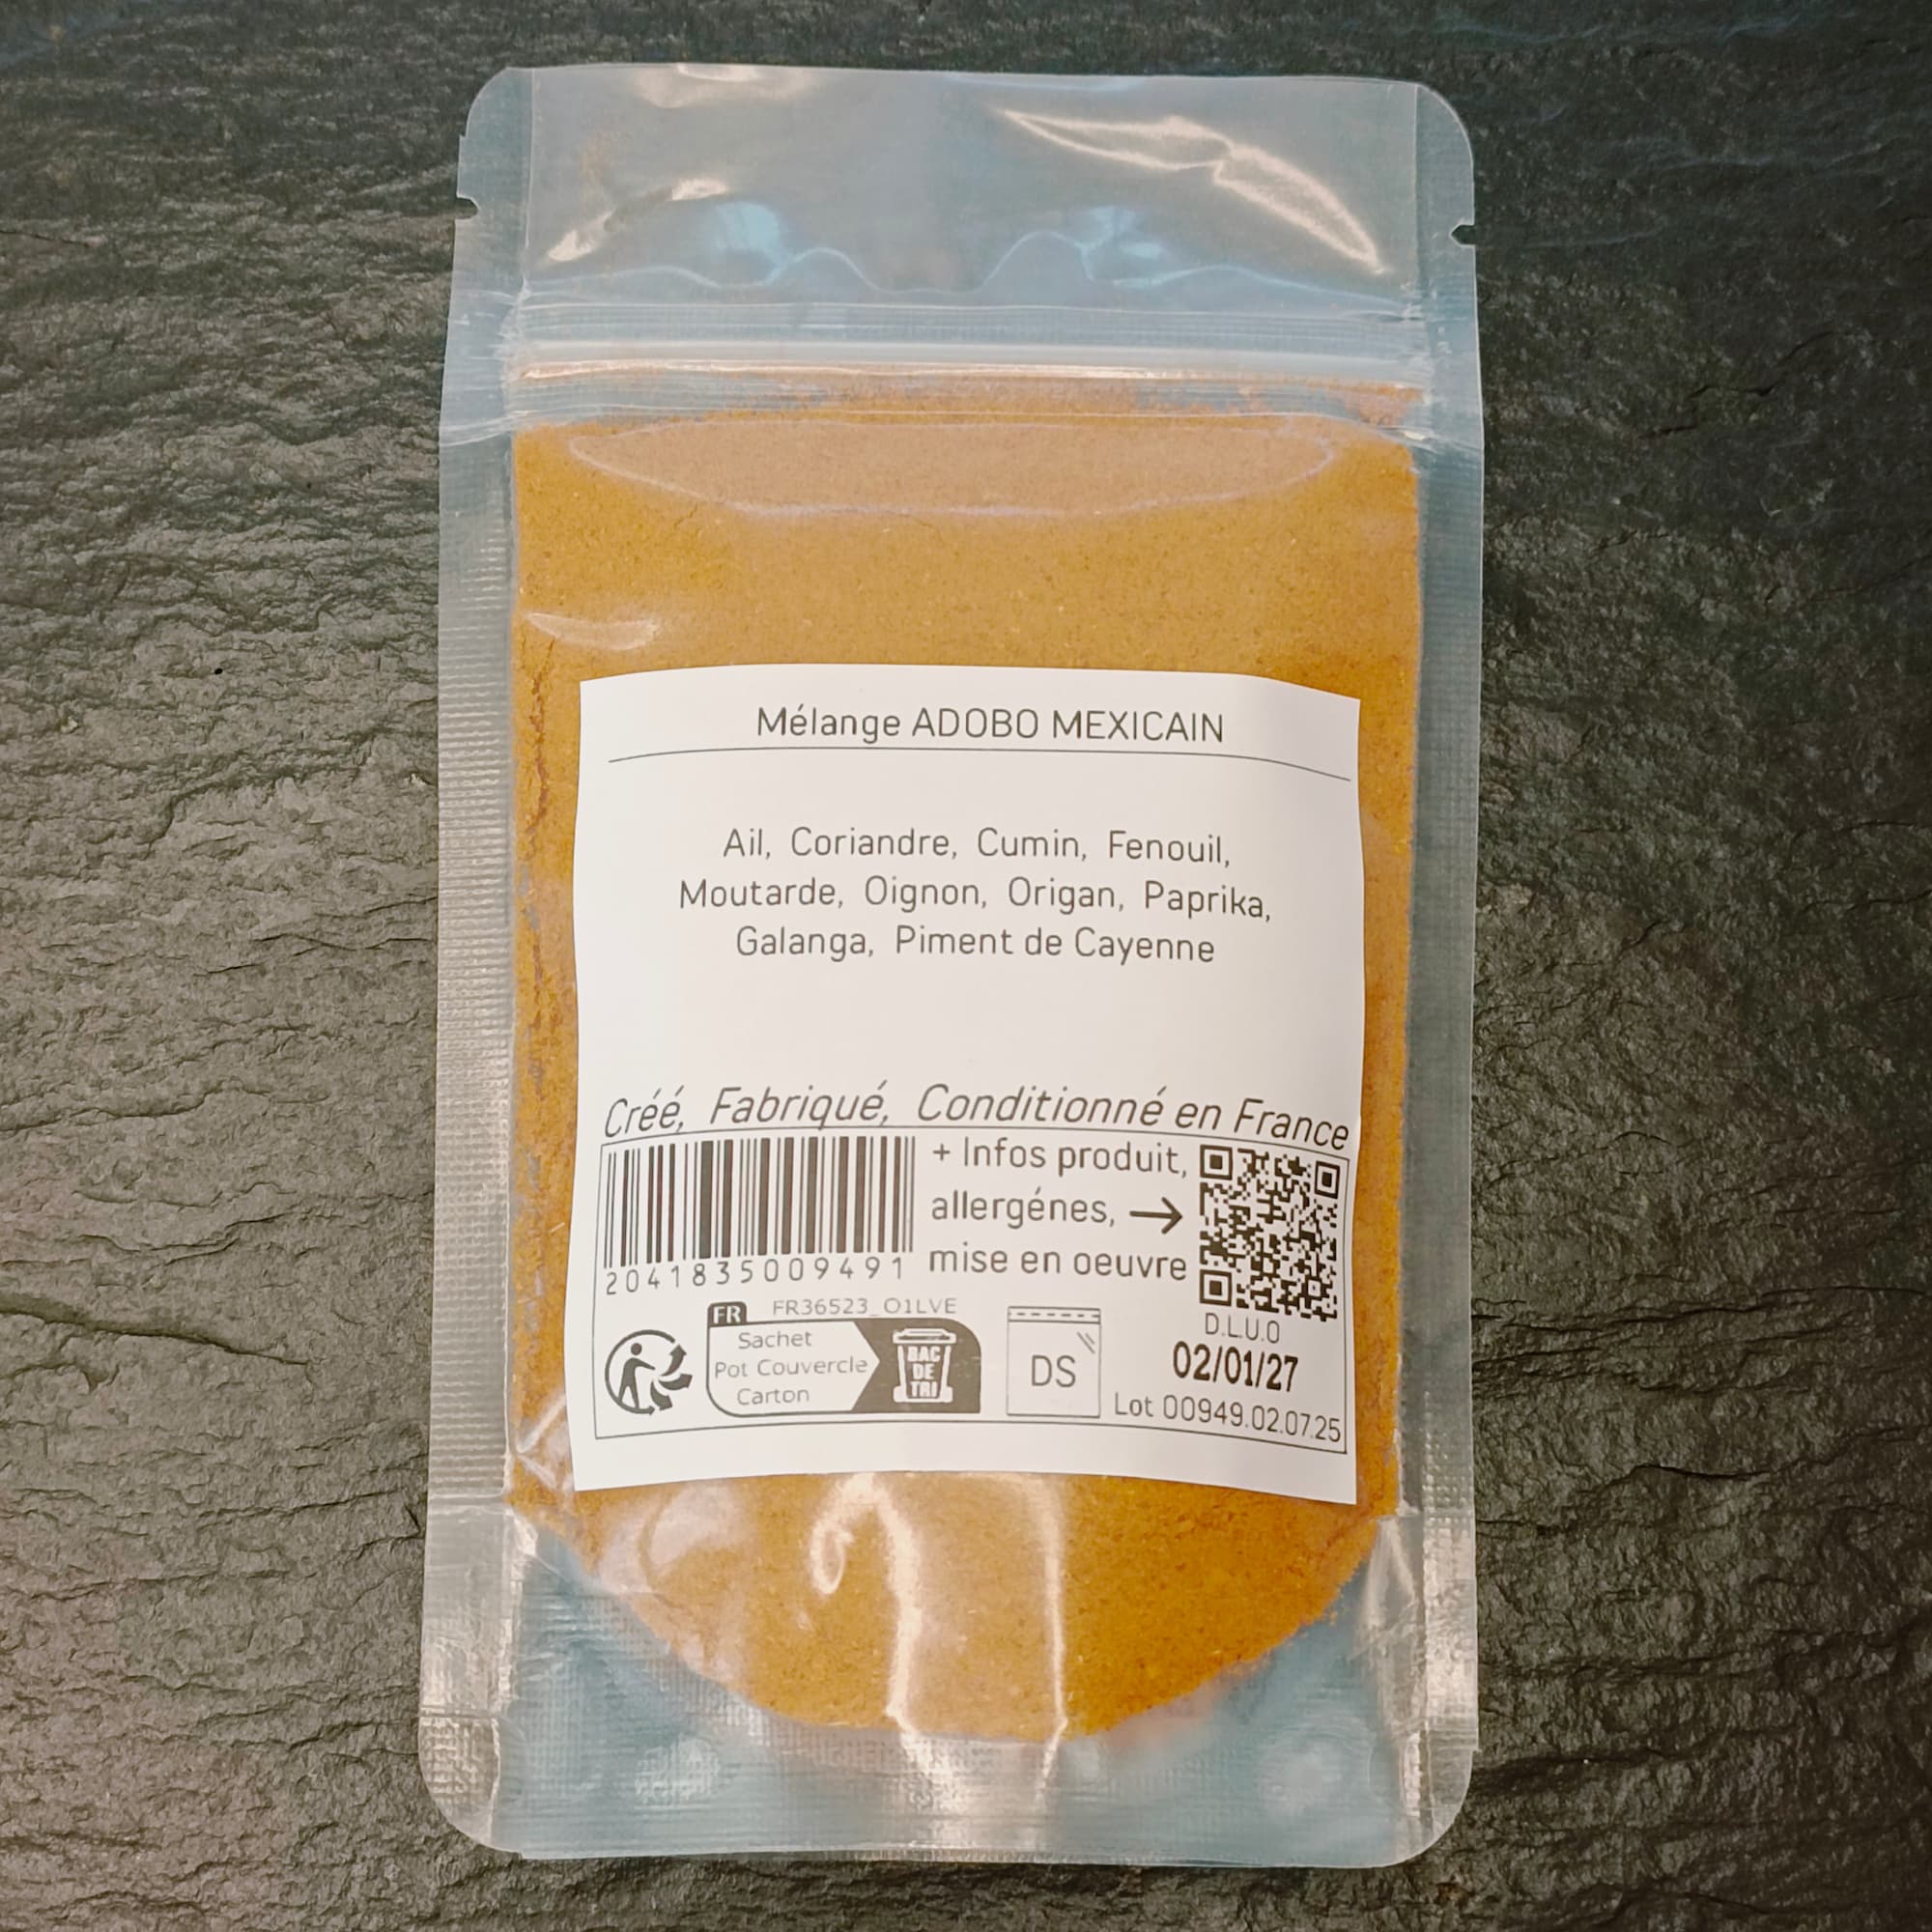 Mélange ADOBO MEXICAIN
Ail, Coriandre, Cumin, Fenouil,
Moutarde, Oignon, Origan, Paprika,
Galanga, Piment de Cayenne
Créé, Fabriqué, Conditionné en France
+ Infos produit,
allergénes, →
mise en oeuvre
2041835009491
FR
FR36523_O1LVE
Sachet
Pot Couvercle
Carton
BAC
DE
TRI
DS
D.L.U.O
02/01/27
Lot 00949.02.07.25